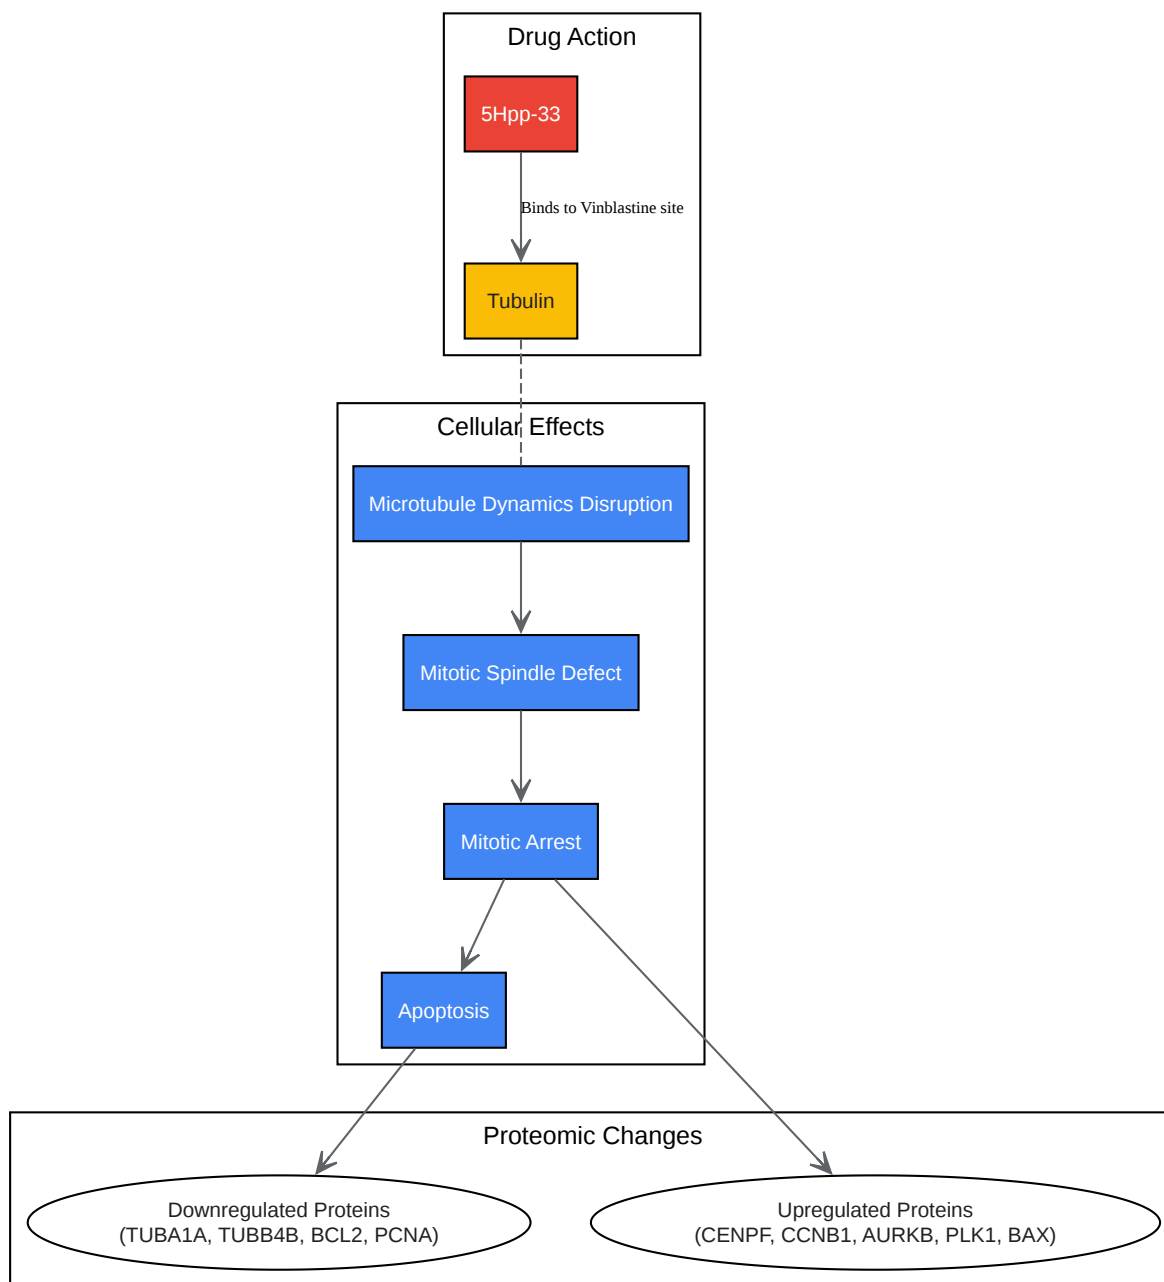 Drug Action
5Hpp-33
Binds to Vinblastine site
Tubulin
Cellular Effects
Microtubule Dynamics Disruption
Mitotic Spindle Defect
Mitotic Arrest
Apoptosis
Proteomic Changes
Downregulated Proteins
(TUBA1A, TUBB4B, BCL2, PCNA)
Upregulated Proteins
(CENPF, CCNB1, AURKB, PLK1, BAX)